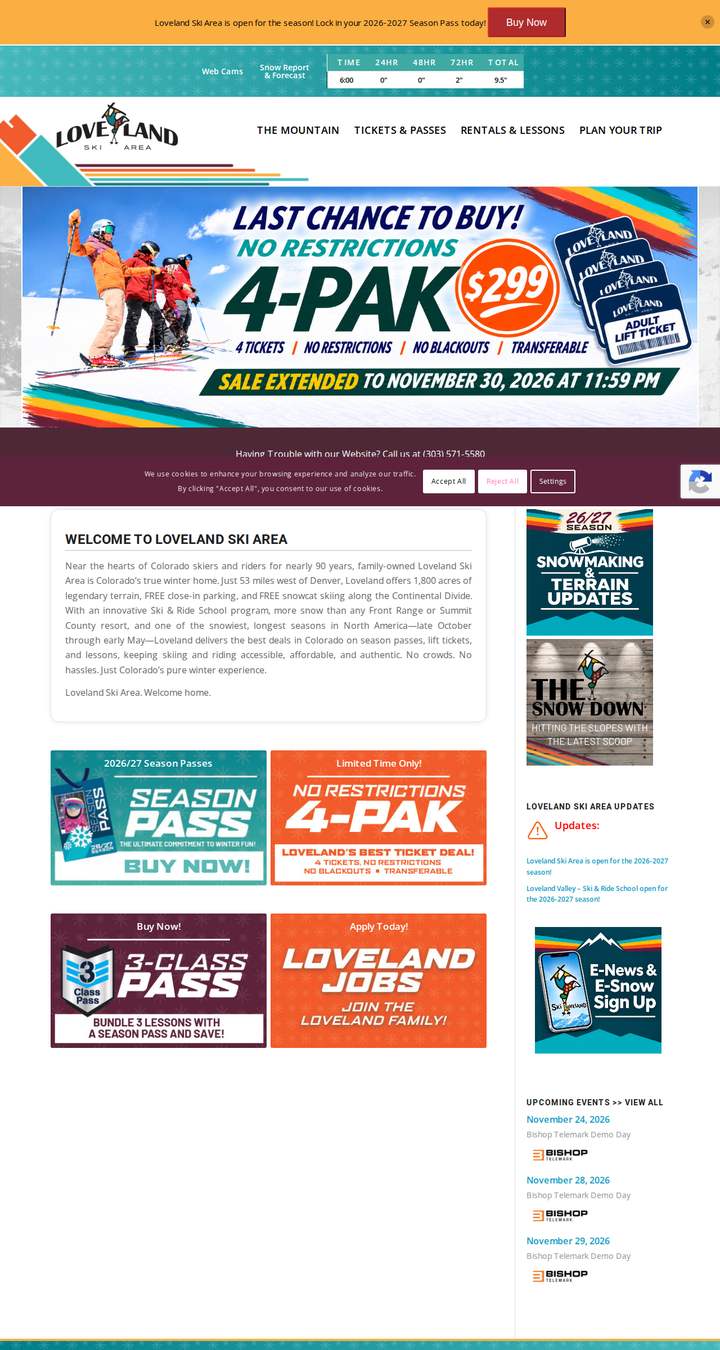 Loveland Ski Area is open for the season! Lock in your 2026-2027 Season Pass today! Buy Now
×
Web Cams
Snow Report
& Forecast
TIME 24HR 48HR 72HR TOTAL
6:00 0" 0" 2" 9.5"
LOVELAND
SKI AREA
THE MOUNTAIN TICKETS & PASSES RENTALS & LESSONS PLAN YOUR TRIP
LAST CHANCE TO BUY!
NO RESTRICTIONS
4-PAK
$299
4 TICKETS / NO RESTRICTIONS / NO BLACKOUTS / TRANSFERABLE
SALE EXTENDED TO NOVEMBER 30, 2026 AT 11:59 PM
LOVELAND
LOVELAND
LOVELAND
LOVELAND
ADULT
LIFT TICKET
Having Trouble with our Website? Call us at (303) 571-5580
We use cookies to enhance your browsing experience and analyze our traffic.
By clicking "Accept All", you consent to our use of cookies.
Accept All
Reject All
Settings
WELCOME TO LOVELAND SKI AREA
Near the hearts of Colorado skiers and riders for nearly 90 years, family-owned Loveland Ski
Area is Colorado's true winter home. Just 53 miles west of Denver, Loveland offers 1,800 acres of
legendary terrain, FREE close-in parking, and FREE snowcat skiing along the Continental Divide.
With an innovative Ski & Ride School program, more snow than any Front Range or Summit
County resort, and one of the snowiest, longest seasons in North America—late October
through early May—Loveland delivers the best deals in Colorado on season passes, lift tickets,
and lessons, keeping skiing and riding accessible, affordable, and authentic. No crowds. No
hassles. Just Colorado's pure winter experience.
Loveland Ski Area. Welcome home.
2026/27 Season Passes
SEASON
PASS
SEASON
PASS
26/27
THE ULTIMATE COMMITMENT TO WINTER FUN!
BUY NOW!
Limited Time Only!
NO RESTRICTIONS
4-PAK
LOVELAND'S BEST TICKET DEAL!
4 TICKETS, NO RESTRICTIONS
NO BLACKOUTS • TRANSFERABLE
Buy Now!
3
Class
Pass
3-CLASS
PASS
BUNDLE 3 LESSONS WITH
A SEASON PASS AND SAVE!
Apply Today!
LOVELAND
JOBS
JOIN THE
LOVELAND FAMILY!
26/27
SEASON
SNOWMAKING
&
TERRAIN
UPDATES
THE
SNOW DOWN
HITTING THE SLOPES WITH
THE LATEST SCOOP
LOVELAND SKI AREA UPDATES
Updates:
Loveland Ski Area is open for the 2026-2027
season!
Loveland Valley – Ski & Ride School open for
the 2026-2027 season!
SKI LOVELAND
E-News &
E-Snow
Sign Up
UPCOMING EVENTS >> VIEW ALL
November 24, 2026
Bishop Telemark Demo Day
BISHOP
TELEMARK
November 28, 2026
Bishop Telemark Demo Day
BISHOP
TELEMARK
November 29, 2026
Bishop Telemark Demo Day
BISHOP
TELEMARK